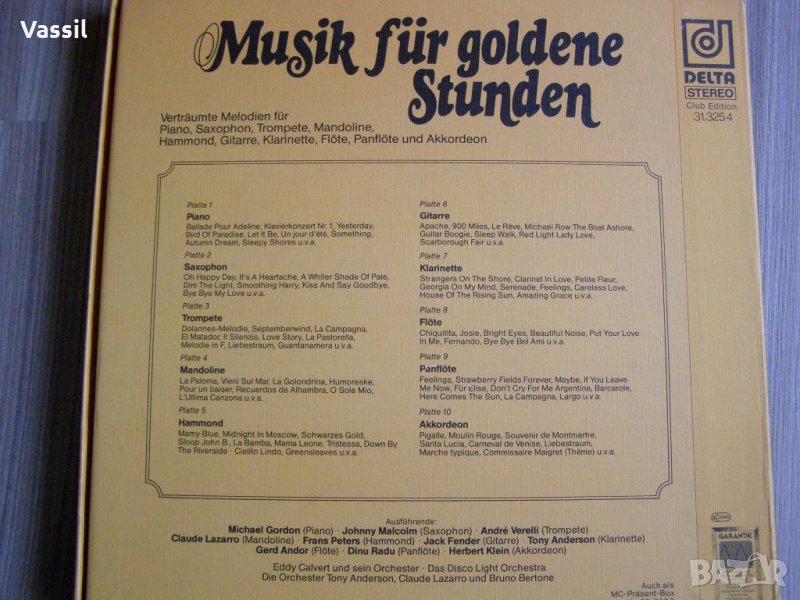 Vassil
Musik für goldene
Stunden
DELTA
STEREO
Club Edition
31.3254
Verträumte Melodien für
Piano, Saxophon, Trompete, Mandoline,
Hammond, Gitarre, Klarinette, Flöte, Panflöte und Akkordeon
Platte 1
Piano
Ballade Pour Adeline, Klavierkonzert Nr. 1, Yesterday,
Bird Of Paradise, Let It Be, Un jour d'été, Something,
Autumn Dream, Sleepy Shores u.v.a.
Platte 2
Saxophon
Oh Happy Day, It's A Heartache, A Whiter Shade Of Pale,
Dim The Light, Smoothing Harry, Kiss And Say Goodbye,
Bye Bye My Love u.v.a.
Platte 3
Trompete
Dolannes-Melodie, Septemberwind, La Campagna,
El Matador, Il Silenzio, Love Story, La Pastorella,
Melodie in F, Liebestraum, Guantanamera u.v.a.
Platte 4
Mandoline
La Paloma, Vieni Sul Mar, La Golondrina, Humoreske,
Pour un baiser, Recuerdos de Alhambra, O Sole Mio,
L'Ultima Canzona u.v.a.
Platte 5
Hammond
Mamy Blue, Midnight In Moscow, Schwarzes Gold,
Sloop John B., La Bamba, Mama Leone, Tristessa, Down By
The Riverside · Cielito Lindo, Greensleaves u.v.a.
Platte 6
Gitarre
Apache, 900 Miles, Le Rêve, Michael Row The Boat Ashore,
Guitar Boogie, Sleep Walk, Red Light Lady Love,
Scarborough Fair u.v.a.
Platte 7
Klarinette
Strangers On The Shore, Clarinet In Love, Petite Fleur,
Georgia On My Mind, Serenade, Feelings, Careless Love,
House Of The Rising Sun, Amazing Grace u.v.a.
Platte 8
Flöte
Chiquitita, Josie, Bright Eyes, Beautiful Noise, Put Your Love
In Me, Fernando, Bye Bye Bel Ami u.v.a.
Platte 9
Panflöte
Feelings, Strawberry Fields Forever, Maybe, If You Leave
Me Now, Für Elise, Don't Cry For Me Argentina, Barcarole,
Here Comes The Sun, La Campagna, Largo u.v.a.
Platte 10
Akkordeon
Pigalle, Moulin Rouge, Souvenir de Montmartre,
Santa Lucia, Carneval de Venise, Liebestraum,
Marche typique, Commissaire Maigret (Thème) u.v.a.
Ausführende:
Michael Gordon (Piano) · Johnny Malcolm (Saxophon) · André Verelli (Trompete)
Claude Lazarro (Mandoline) · Frans Peters (Hammond) · Jack Fender (Gitarre) · Tony Anderson (Klarinette)
Gerd Andor (Flöte) · Dinu Radu (Panflöte) · Herbert Klein (Akkordeon)
Eddy Calvert und sein Orchester · Das Disco Light Orchestra
Die Orchester Tony Anderson, Claude Lazarro und Bruno Bertone
Auch als
MC-Präsent-Box
GARANTIE
BAZAR.bg